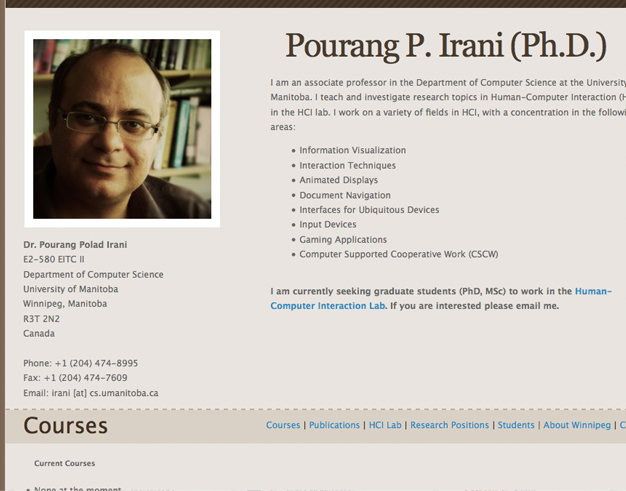 Pourang P. Irani (Ph.D.)
I am an associate professor in the Department of Computer Science at the University
Manitoba. I teach and investigate research topics in Human-Computer Interaction (H
in the HCI lab. I work on a variety of fields in HCI, with a concentration in the followi
areas:
• Information Visualization
• Interaction Techniques
• Animated Displays
• Document Navigation
• Interfaces for Ubiquitous Devices
• Input Devices
• Gaming Applications
• Computer Supported Cooperative Work (CSCW)
I am currently seeking graduate students (PhD, MSc) to work in the Human-
Computer Interaction Lab. If you are interested please email me.
Dr. Pourang Polad Irani
E2-580 EITC II
Department of Computer Science
University of Manitoba
Winnipeg, Manitoba
R3T 2N2
Canada
Phone: +1 (204) 474-8995
Fax: +1 (204) 474-7609
Email: irani [at] cs.umanitoba.ca
Courses
Courses | Publications | HCI Lab | Research Positions | Students | About Winnipeg | C
Current Courses
• None at the moment